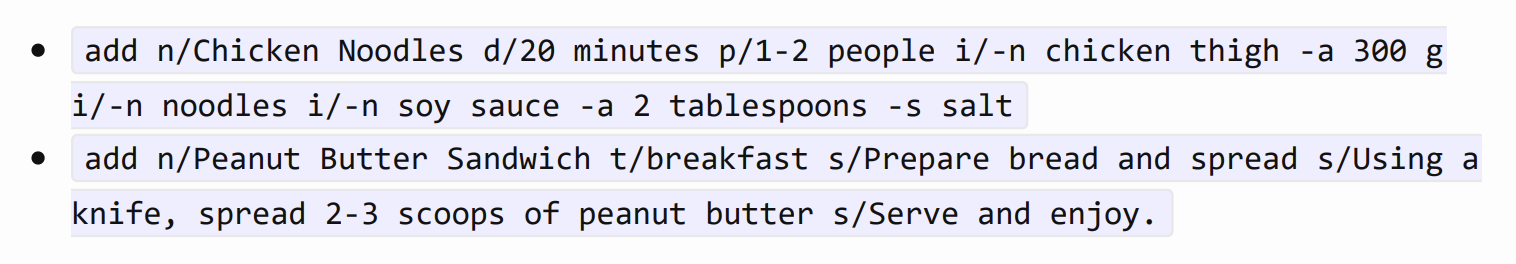 • add n/Chicken Noodles d/20 minutes p/1-2 people i/-n chicken thigh -a 300 g
i/-n noodles i/-n soy sauce -a 2 tablespoons -s salt
• add n/Peanut Butter Sandwich t/breakfast s/Prepare bread and spread s/Using a
knife, spread 2-3 scoops of peanut butter s/Serve and enjoy.